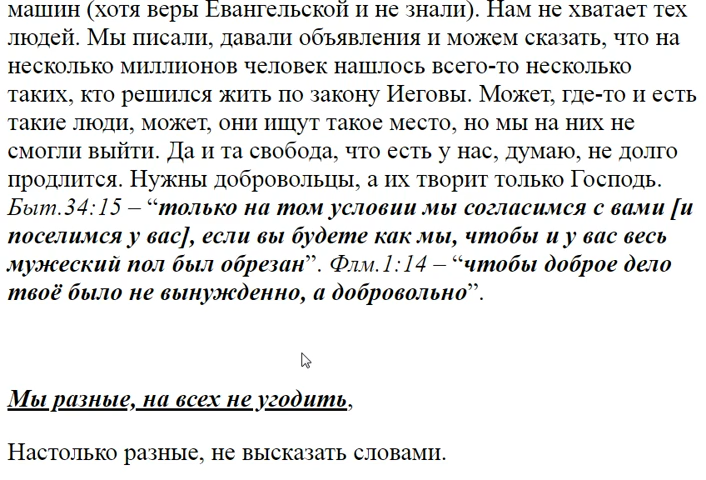 машин (хотя веры Евангельской и не знали). Нам не хватает тех
людей. Мы писали, давали объявления и можем сказать, что на
несколько миллионов человек нашлось всего-то несколько
таких, кто решился жить по закону Иеговы. Может, где-то и есть
такие люди, может, они ищут такое место, но мы на них не
смогли выйти. Да и та свобода, что есть у нас, думаю, не долго
продлится. Нужны добровольцы, а их творит только Господь.
Быт.34:15 – “только на том условии мы согласимся с вами [и
поселимся у вас], если вы будете как мы, чтобы и у вас весь
мужеский пол был обрезан”. Флм.1:14 – “чтобы доброе дело
твоё было не вынужденно, а добровольно”.
Мы разные, на всех не угодить,
Настолько разные, не высказать словами.